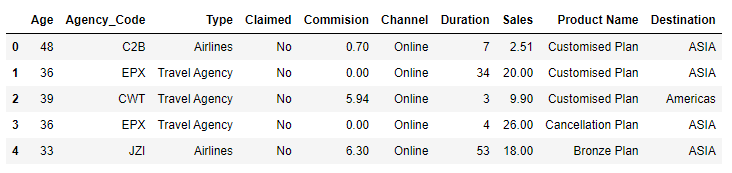 Age Agency_Code Type Claimed Commision Channel Duration Sales Product Name Destination
0 48 C2B Airlines No 0.70 Online 7 2.51 Customised Plan ASIA
1 36 EPX Travel Agency No 0.00 Online 34 20.00 Customised Plan ASIA
2 39 CWT Travel Agency No 5.94 Online 3 9.90 Customised Plan Americas
3 36 EPX Travel Agency No 0.00 Online 4 26.00 Cancellation Plan ASIA
4 33 JZI Airlines No 6.30 Online 53 18.00 Bronze Plan ASIA